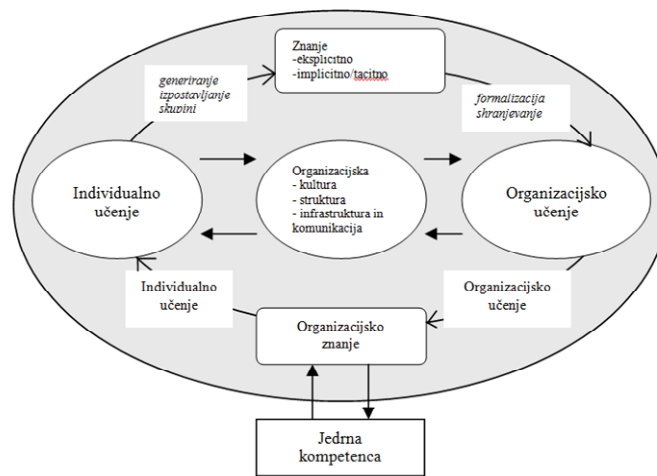 Znanje
-eksplicitno
-implicitno/tacitno
generiranje
izpostavljanje
skupini
formalizacija
shranjevanje
Individualno
učenje
Organizacijska
- kultura
- struktura
- infrastruktura in
komunikacija
Organizacijsko
učenje
Individualno
učenje
Organizacijsko
učenje
Organizacijsko
znanje
Jedrna
kompetenca